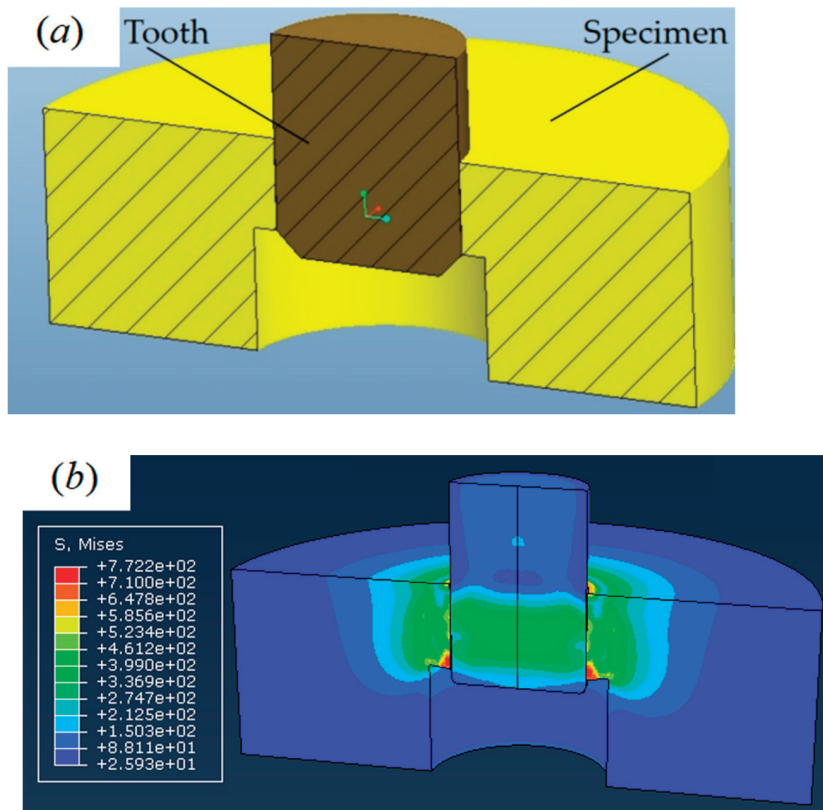 (a)
Tooth
Specimen
(b)
S, Mises
+7.722e+02
+7.100e+02
+6.478e+02
+5.856e+02
+5.234e+02
+4.612e+02
+3.990e+02
+3.369e+02
+2.747e+02
+2.125e+02
+1.503e+02
+8.811e+01
+2.593e+01